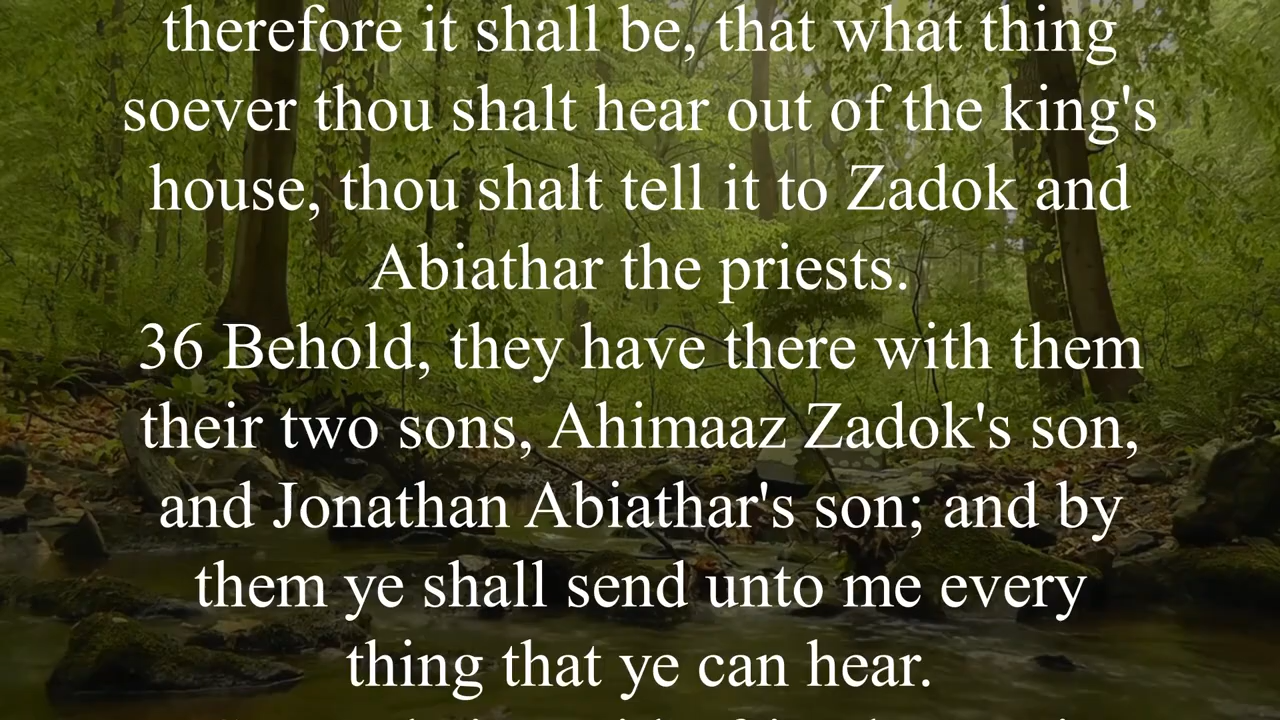 therefore it shall be, that what thing
soever thou shalt hear out of the king's
house, thou shalt tell it to Zadok and
Abiathar the priests.
36 Behold, they have there with them
their two sons, Ahimaaz Zadok's son,
and Jonathan Abiathar's son; and by
them ye shall send unto me every
thing that ye can hear.